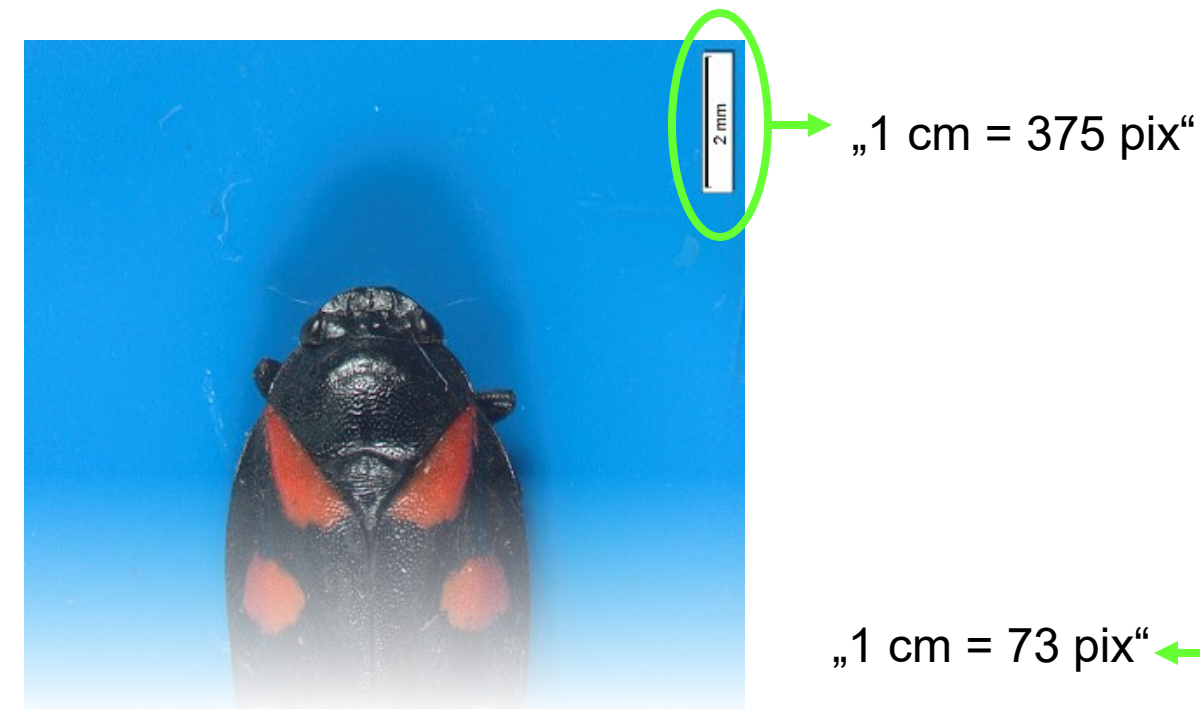 2 mm
„1 cm = 375 pix“
„1 cm = 73 pix“